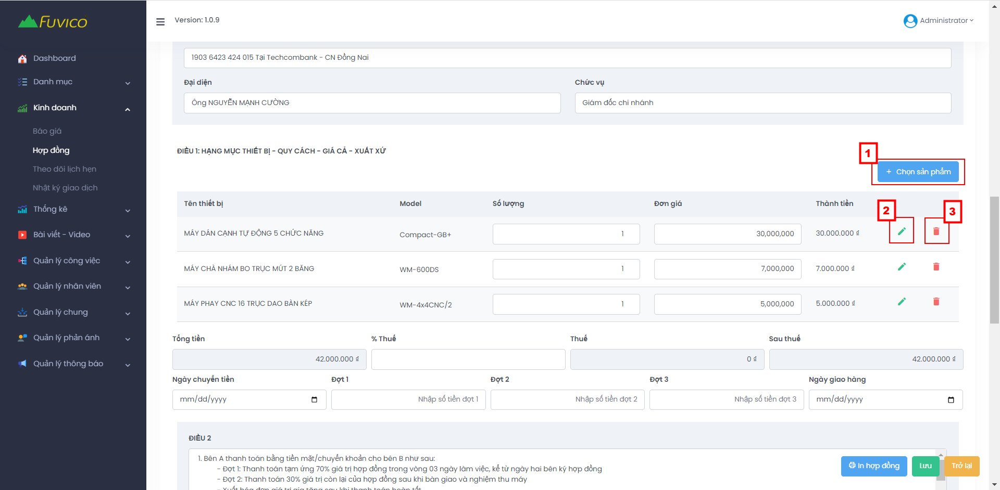 FUVICO
Version: 1.0.9
Administrator
Dashboard
Danh mục
Kinh doanh
Báo giá
Hợp đồng
Theo dõi lịch hẹn
Nhật ký giao dịch
Thống kê
Bài viết - Video
Quản lý công việc
Quản lý nhân viên
Quản lý chung
Quản lý phản ánh
Quản lý thông báo
1903 6423 424 015 Tại Techcombank - CN Đồng Nai
Đại diện
Chức vụ
Ông NGUYỄN MẠNH CƯỜNG
Giám đốc chi nhánh
ĐIỀU 1: HẠNG MỤC THIẾT BỊ - QUY CÁCH - GIÁ CẢ - XUẤT XỨ
1
+ Chọn sản phẩm
Tên thiết bị
Model
Số lượng
Đơn giá
Thành tiền
2
3
MÁY DÁN CẠNH TỰ ĐỘNG 5 CHỨC NĂNG
Compact-GB+
1
30,000,000
30.000.000 ₫
MÁY CHÀ NHÁM BO TRỤC MÚT 2 BĂNG
WM-600DS
1
7,000,000
7.000.000 ₫
MÁY PHAY CNC 16 TRỤC DAO BÀN KÉP
WM-4x4CNC/2
1
5,000,000
5.000.000 ₫
Tổng tiền
% Thuế
Thuế
Sau thuế
42.000.000 ₫
0 ₫
42.000.000 ₫
Ngày chuyển tiền
Đợt 1
Đợt 2
Đợt 3
Ngày giao hàng
mm/dd/yyyy
Nhập số tiền đợt 1
Nhập số tiền đợt 2
Nhập số tiền đợt 3
mm/dd/yyyy
ĐIỀU 2
1. Bên A thanh toán bằng tiền mặt/chuyển khoản cho bên B như sau:
- Đợt 1: Thanh toán tạm ứng 70% giá trị hợp đồng trong vòng 03 ngày làm việc, kể từ ngày hai bên ký hợp đồng
- Đợt 2: Thanh toán 30% giá trị còn lại của hợp đồng sau khi bàn giao và nghiệm thu máy
- Xuất hóa đơn giá trị gia tăng sau khi thanh toán hoàn tất
In hợp đồng
Lưu
Trở lại